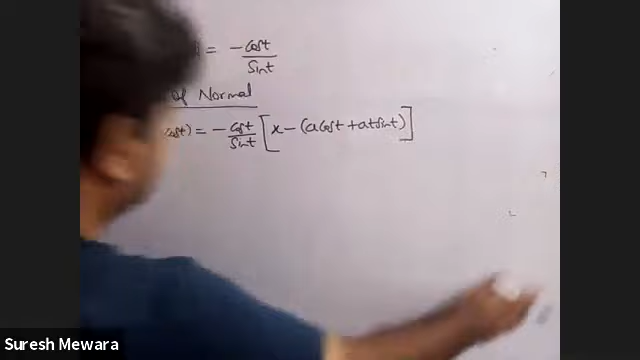 = -cost/sint
of Normal
cost) = -cost/sint [x-(acost+atsint)]
Suresh Mewara